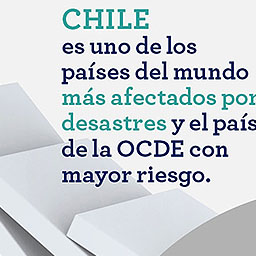 CHILE
es uno de los
países del mundo
más afectados por
desastres y el país
de la OCDE con
mayor riesgo.